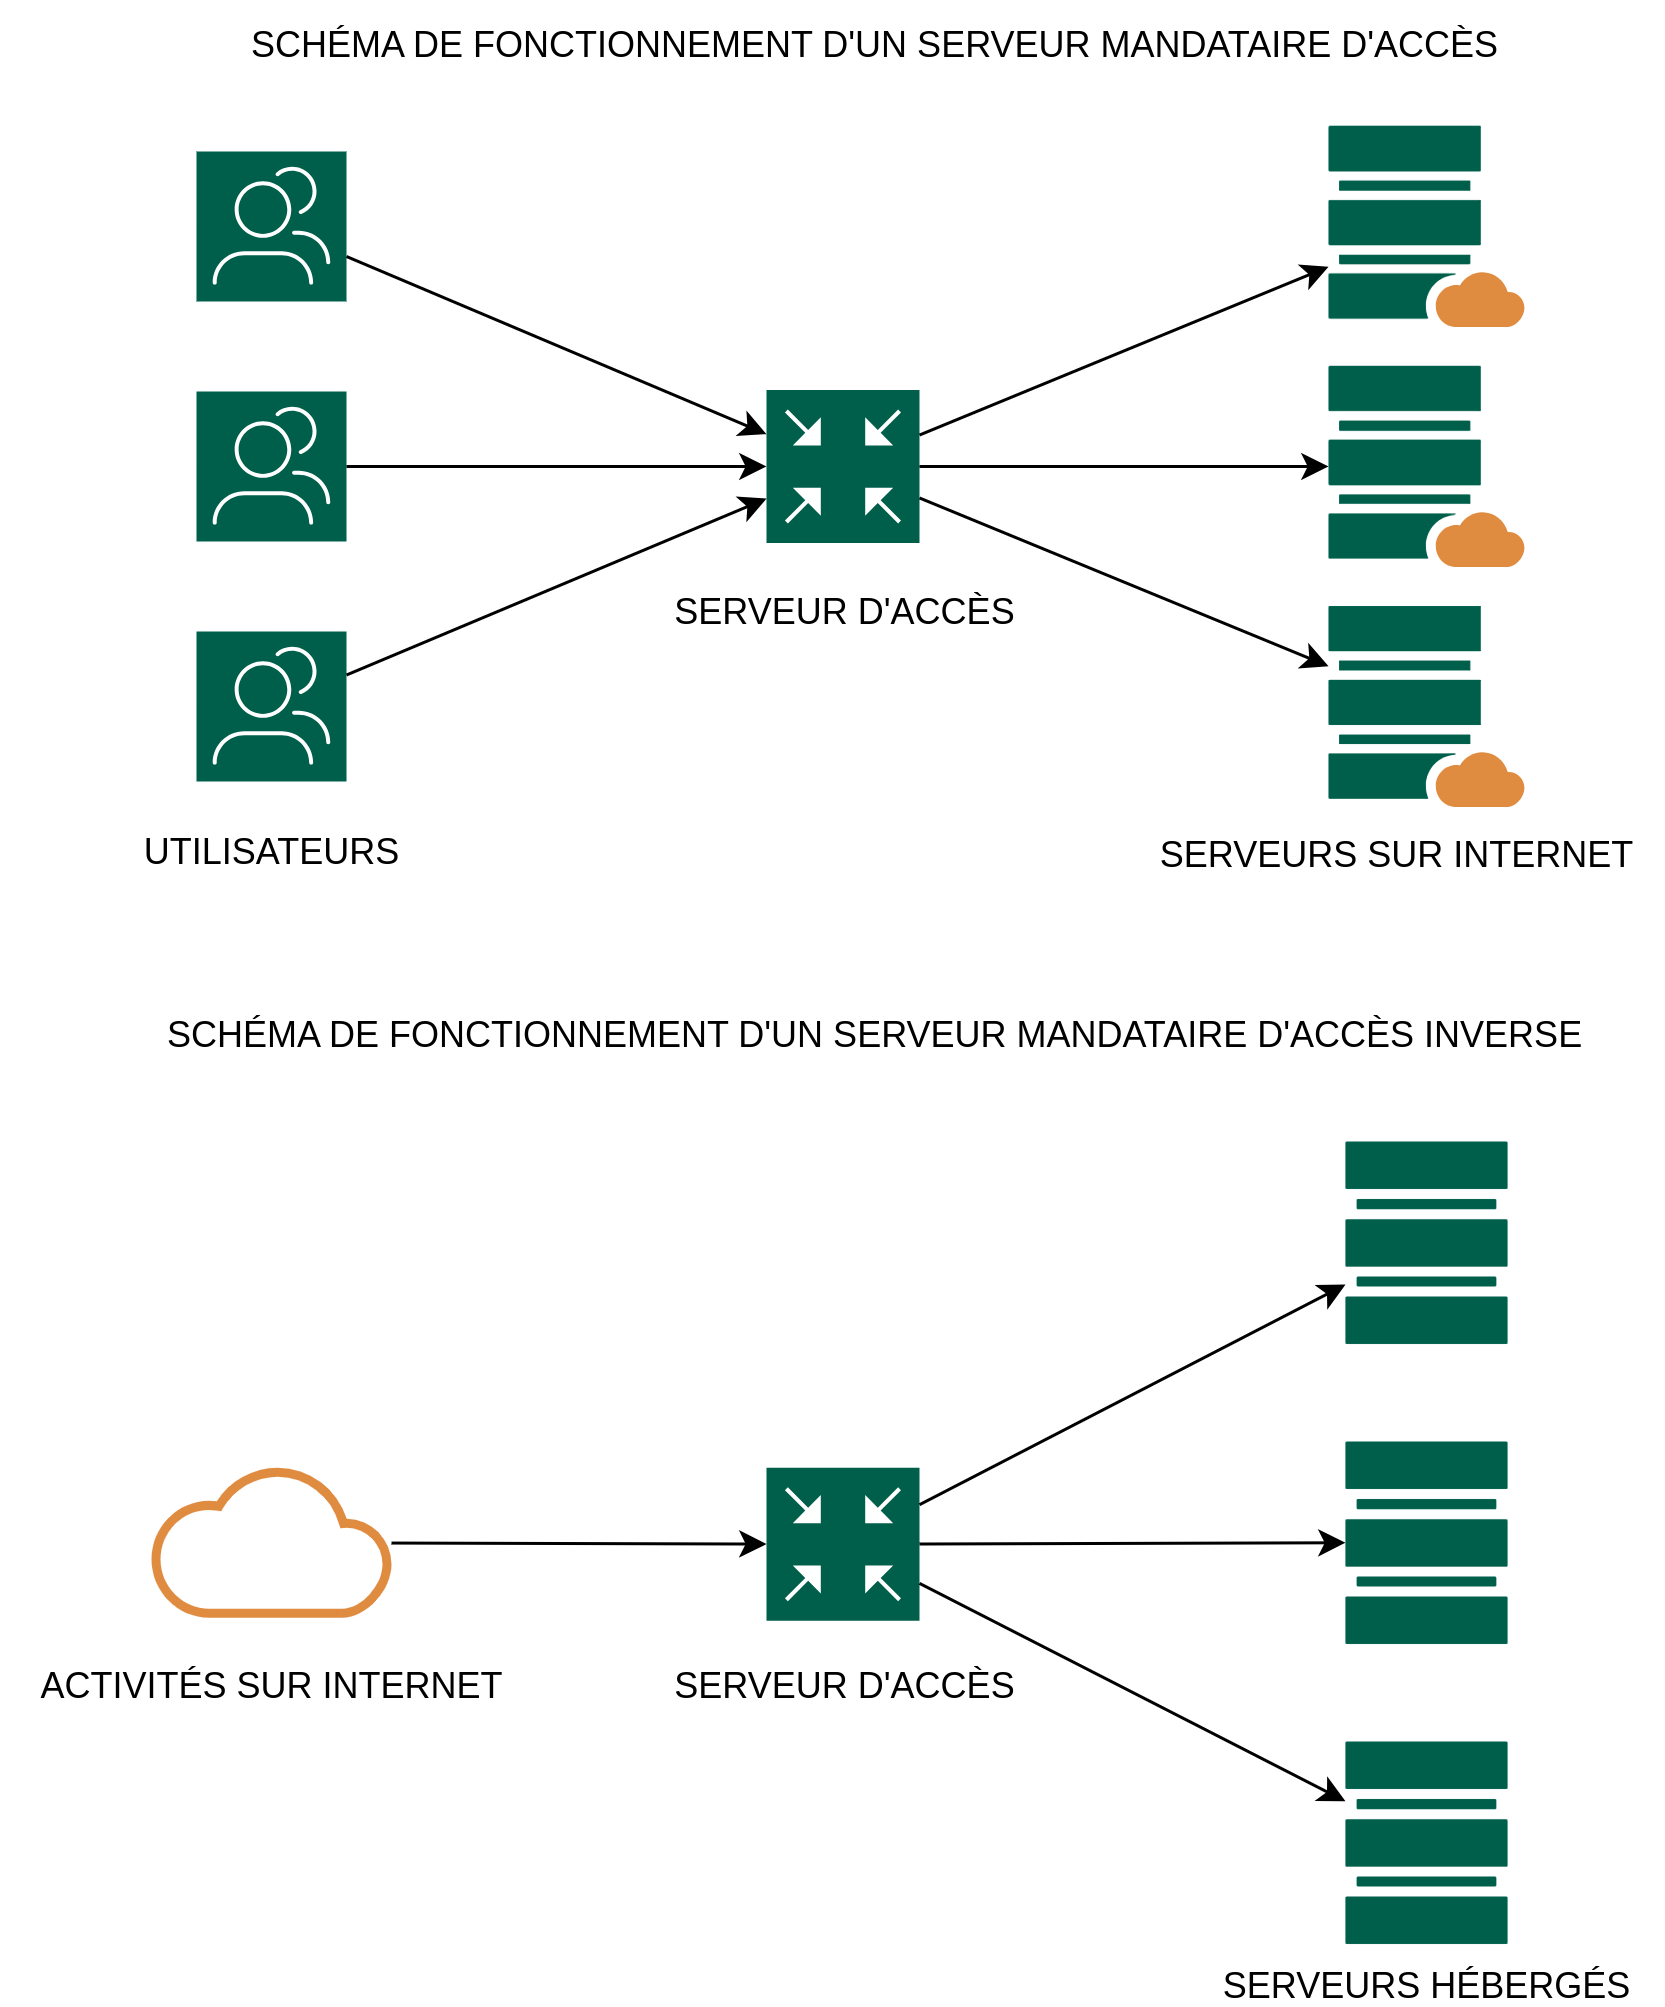 SCHÉMA DE FONCTIONNEMENT D'UN SERVEUR MANDATAIRE D'ACCÈS
SERVEUR D'ACCÈS
UTILISATEURS
SERVEURS SUR INTERNET
SCHÉMA DE FONCTIONNEMENT D'UN SERVEUR MANDATAIRE D'ACCÈS INVERSE
ACTIVITÉS SUR INTERNET
SERVEUR D'ACCÈS
SERVEURS HÉBERGÉS